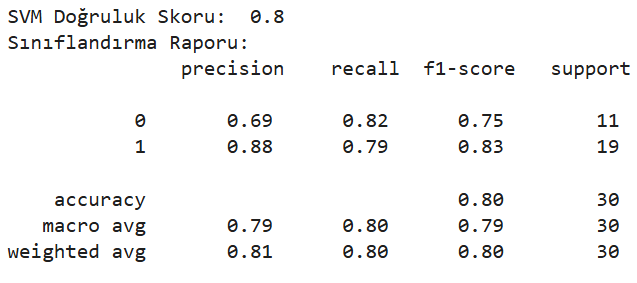 SVM Doğruluk Skoru:  0.8
Sınıflandırma Raporu:
               precision    recall  f1-score   support

           0       0.69      0.82      0.75        11
           1       0.88      0.79      0.83        19

    accuracy                           0.80        30
   macro avg       0.79      0.80      0.79        30
weighted avg       0.81      0.80      0.80        30